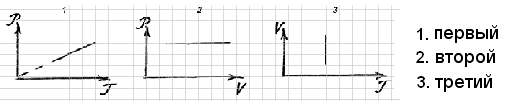 1 2 3
P P V
T V T
1. первый
2. второй
3. третий